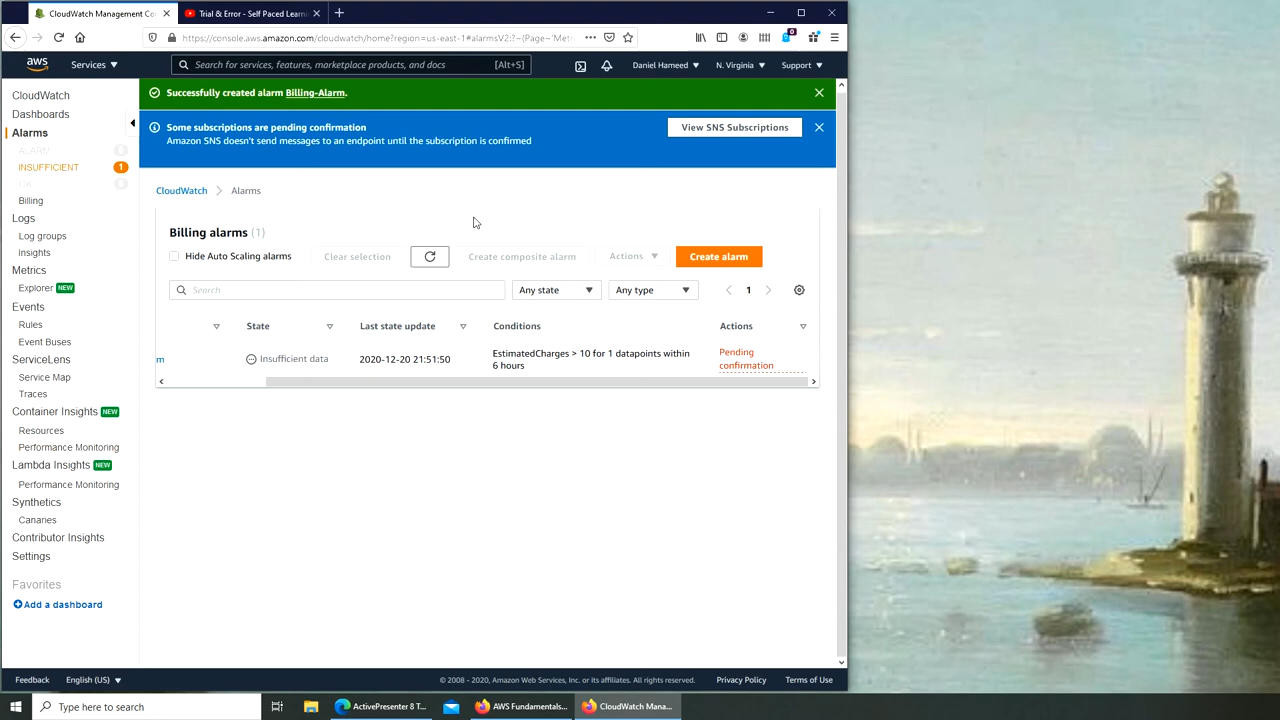 CloudWatch Management Co
Trial & Error - Self Paced Learni
https://console.aws.amazon.com/cloudwatch/home?region=us-east-1#alarmsV2:?~(Page~'Met
0
aws
Services
Search for services, features, marketplace products, and docs
[Alt+S]
Daniel Hameed
N. Virginia
Support
CloudWatch
Dashboards
Alarms
ALARM 0
INSUFFICIENT 1
OK 0
Billing
Logs
Log groups
Insights
Metrics
Explorer NEW
Events
Rules
Event Buses
ServiceLens
Service Map
Traces
Container Insights NEW
Resources
Performance Monitoring
Lambda Insights NEW
Performance Monitoring
Synthetics
Canaries
Contributor Insights
Settings
Favorites
Add a dashboard
Successfully created alarm Billing-Alarm.
Some subscriptions are pending confirmation
Amazon SNS doesn't send messages to an endpoint until the subscription is confirmed
View SNS Subscriptions
CloudWatch > Alarms
Billing alarms (1)
Hide Auto Scaling alarms
Clear selection
Create composite alarm
Actions
Create alarm
Search
Any state
Any type
1
State
Last state update
Conditions
Actions
m
Insufficient data
2020-12-20 21:51:50
EstimatedCharges > 10 for 1 datapoints within
6 hours
Pending
confirmation
Feedback
English (US)
© 2008 - 2020, Amazon Web Services, Inc. or its affiliates. All rights reserved.
Privacy Policy
Terms of Use
Type here to search
ActivePresenter 8 T...
AWS Fundamentals...
CloudWatch Mana...